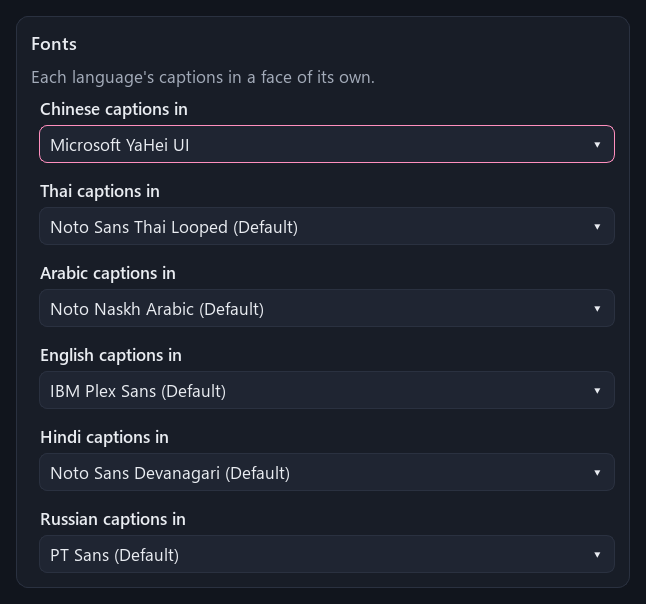 Fonts
Each language's captions in a face of its own.
Chinese captions in
Microsoft YaHei UI
Thai captions in
Noto Sans Thai Looped (Default)
Arabic captions in
Noto Naskh Arabic (Default)
English captions in
IBM Plex Sans (Default)
Hindi captions in
Noto Sans Devanagari (Default)
Russian captions in
PT Sans (Default)